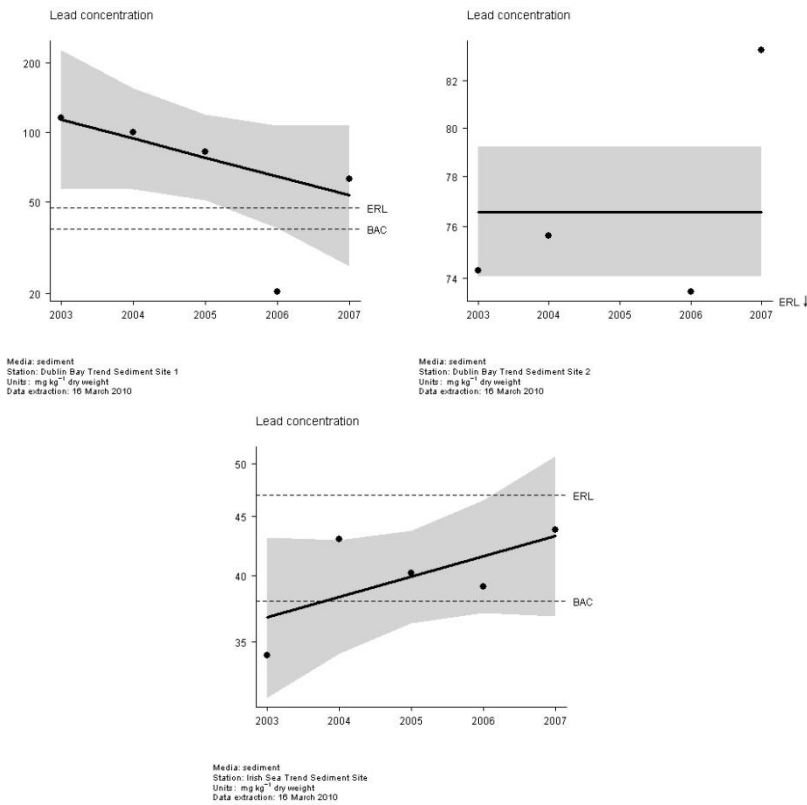 Lead concentration
200
100
50
20
ERL
BAC
2003 2004 2005 2006 2007
Media: sediment
Station: Dublin Bay Trend Sediment Site 1
Units: mg kg⁻¹ dry weight
Data extraction: 16 March 2010
Lead concentration
82
80
78
76
74
ERL ↓
2003 2004 2005 2006 2007
Media: sediment
Station: Dublin Bay Trend Sediment Site 2
Units: mg kg⁻¹ dry weight
Data extraction: 16 March 2010
Lead concentration
50
45
40
35
ERL
BAC
2003 2004 2005 2006 2007
Media: sediment
Station: Irish Sea Trend Sediment Site
Units: mg kg⁻¹ dry weight
Data extraction: 16 March 2010